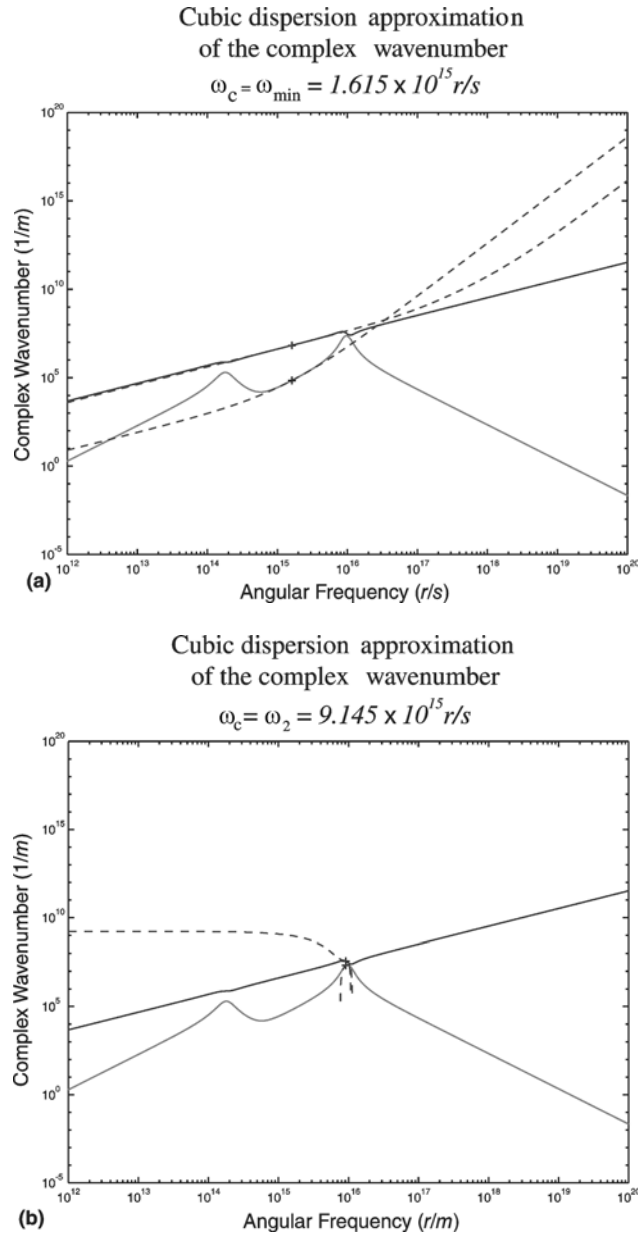 Cubic dispersion approximation
of the complex wavenumber
ω_c = ω_min = 1.615 x 10^15 r/s
Complex Wavenumber (1/m)
10^20
10^15
10^10
10^5
10^0
10^-5
10^12 10^13 10^14 10^15 10^16 10^17 10^18 10^19 10^20
(a)
Angular Frequency (r/s)
Cubic dispersion approximation
of the complex wavenumber
ω_c = ω_2 = 9.145 x 10^15 r/s
Complex Wavenumber (1/m)
10^20
10^15
10^10
10^5
10^0
10^-5
10^12 10^13 10^14 10^15 10^16 10^17 10^18 10^19 10^20
(b)
Angular Frequency (r/m)